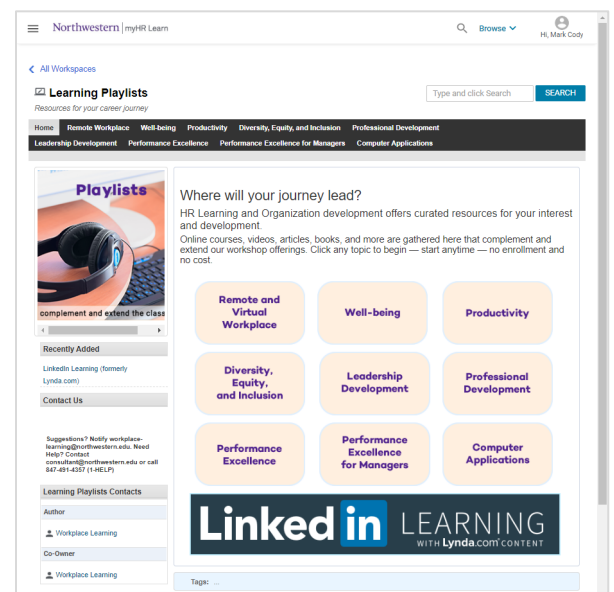 Northwestern | myHR Learn
Browse
Hi, Mark Cody
All Workspaces
Learning Playlists
Type and click Search
SEARCH
Resources for your career journey
Home Remote Workplace Well-being Productivity Diversity, Equity, and Inclusion Professional Development
Leadership Development Performance Excellence Performance Excellence for Managers Computer Applications
Playlists
complement and extend the class
Recently Added
LinkedIn Learning (formerly
Lynda.com)
Contact Us
Suggestions? Notify workplace-
learning@northwestern.edu. Need
Help? Contact
consultant@northwestern.edu or call
847-491-4357 (1-HELP)
Learning Playlists Contacts
Author
Workplace Learning
Co-Owner
Workplace Learning
Where will your journey lead?
HR Learning and Organization development offers curated resources for your interest
and development.
Online courses, videos, articles, books, and more are gathered here that complement and
extend our workshop offerings. Click any topic to begin — start anytime — no enrollment and
no cost.
Remote and
Virtual
Workplace
Well-being
Productivity
Diversity,
Equity,
and Inclusion
Leadership
Development
Professional
Development
Performance
Excellence
Performance
Excellence
for Managers
Computer
Applications
Linked in LEARNING
WITH Lynda.com CONTENT
Tags: ...